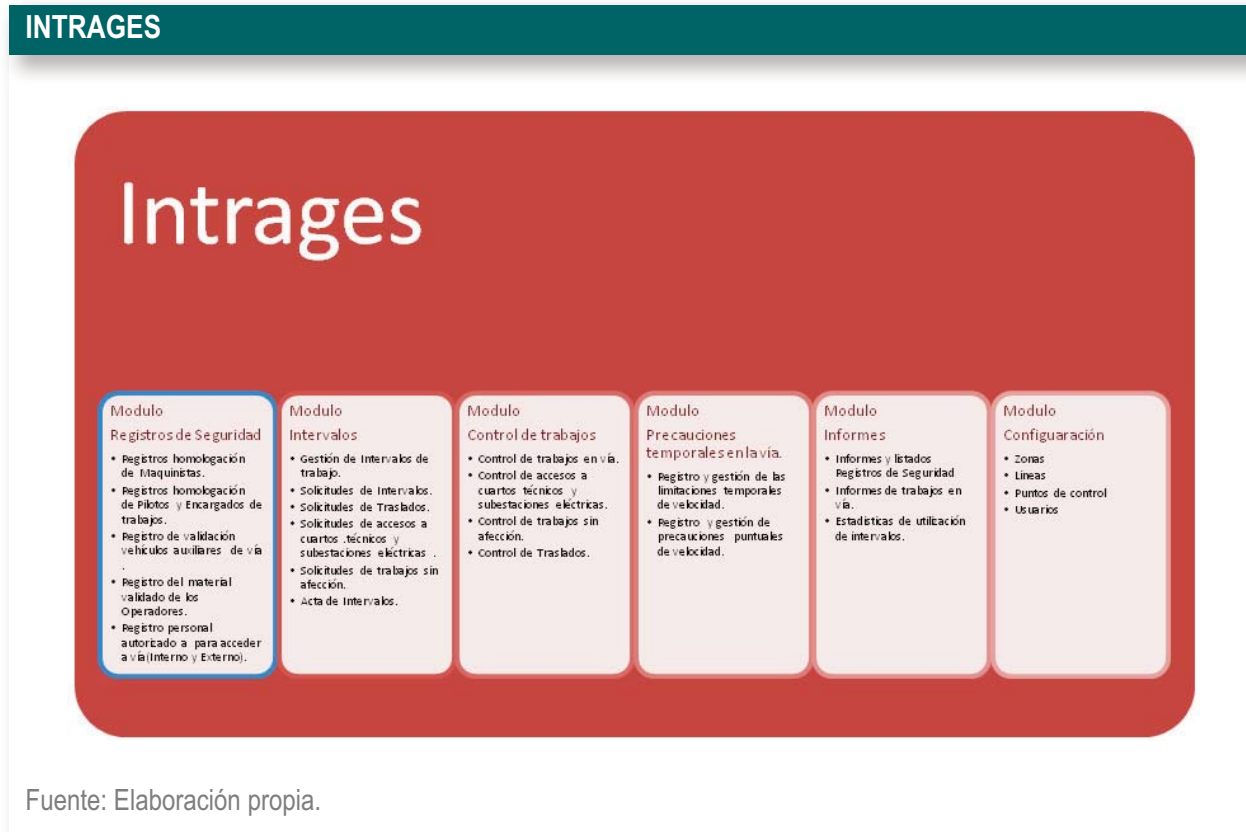 INTRAGES
Intrages
Modulo
Registros de Seguridad
• Registros homologación
de Maquinistas.
• Registros homologación
de Pilotos y Encargados de
trabajos.
• Registro de validación
vehículos auxiliares de vía
.
• Registro del material
validado de los
Operadores.
• Registro personal
autorizado a para acceder
a vía(Interno y Externo).
Modulo
Intervalos
• Gestión de Intervalos de
trabajo.
• Solicitudes de Intervalos.
• Solicitudes de Traslados.
• Solicitudes de accesos a
cuartos .técnicos y
subestaciones eléctricas .
• Solicitudes de trabajos sin
afección.
• Acta de Intervalos.
Modulo
Control de trabajos
• Control de trabajos en vía.
• Control de accesos a
cuartos técnicos y
subestaciones eléctricas.
• Control de trabajos sin
afección.
• Control de Traslados.
Modulo
Precauciones
temporales en la vía.
• Registro y gestión de las
limitaciones temporales
de velocidad.
• Registro y gestión de
precauciones puntuales
de velocidad.
Modulo
Informes
• Informes y listados
Registros de Seguridad
• Informes de trabajos en
vía.
• Estadísticas de utilización
de intervalos.
Modulo
Configuaración
• Zonas
• Lineas
• Puntos de control
• Usuarios
Fuente: Elaboración propia.